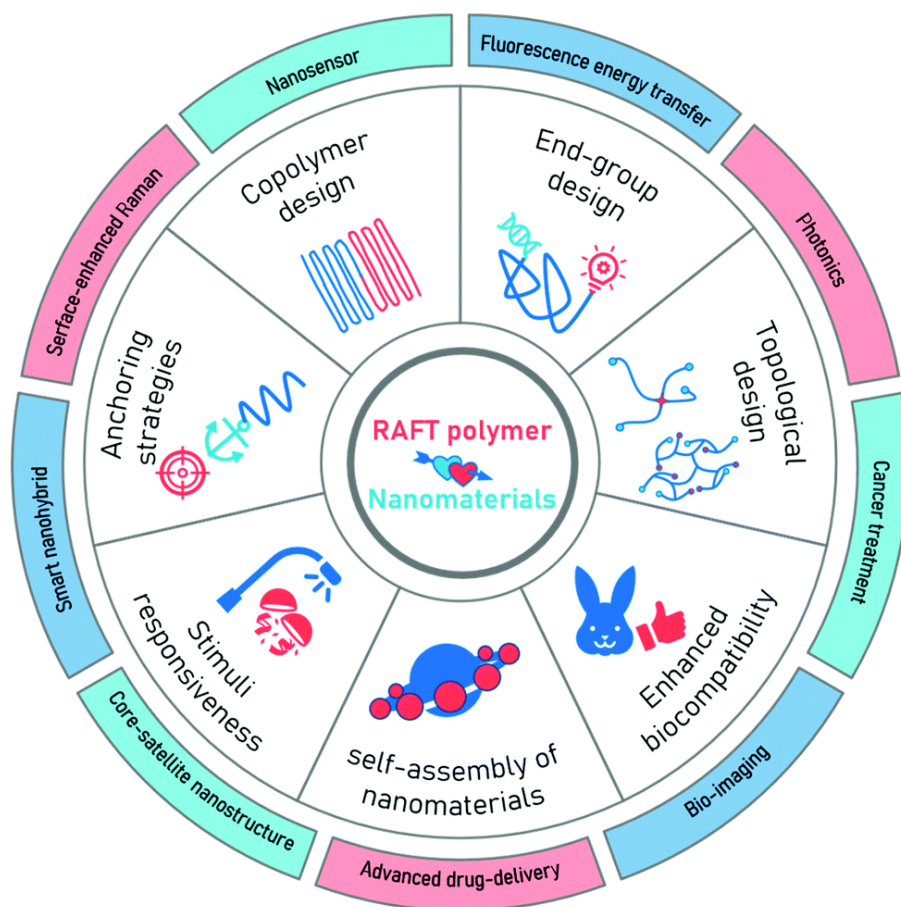 Nanosensor
Fluorescence energy transfer
Photonics
Cancer treatment
Bio-imaging
Advanced drug-delivery
Core-satellite nanostructure
Smart nanohybrid
Serface-enhanced Raman
Copolymer
design
End-group
design
Topological
design
Enhanced
biocompatibility
self-assembly of
nanomaterials
Stimuli
responsiveness
Anchoring
strategies
RAFT polymer
Nanomaterials